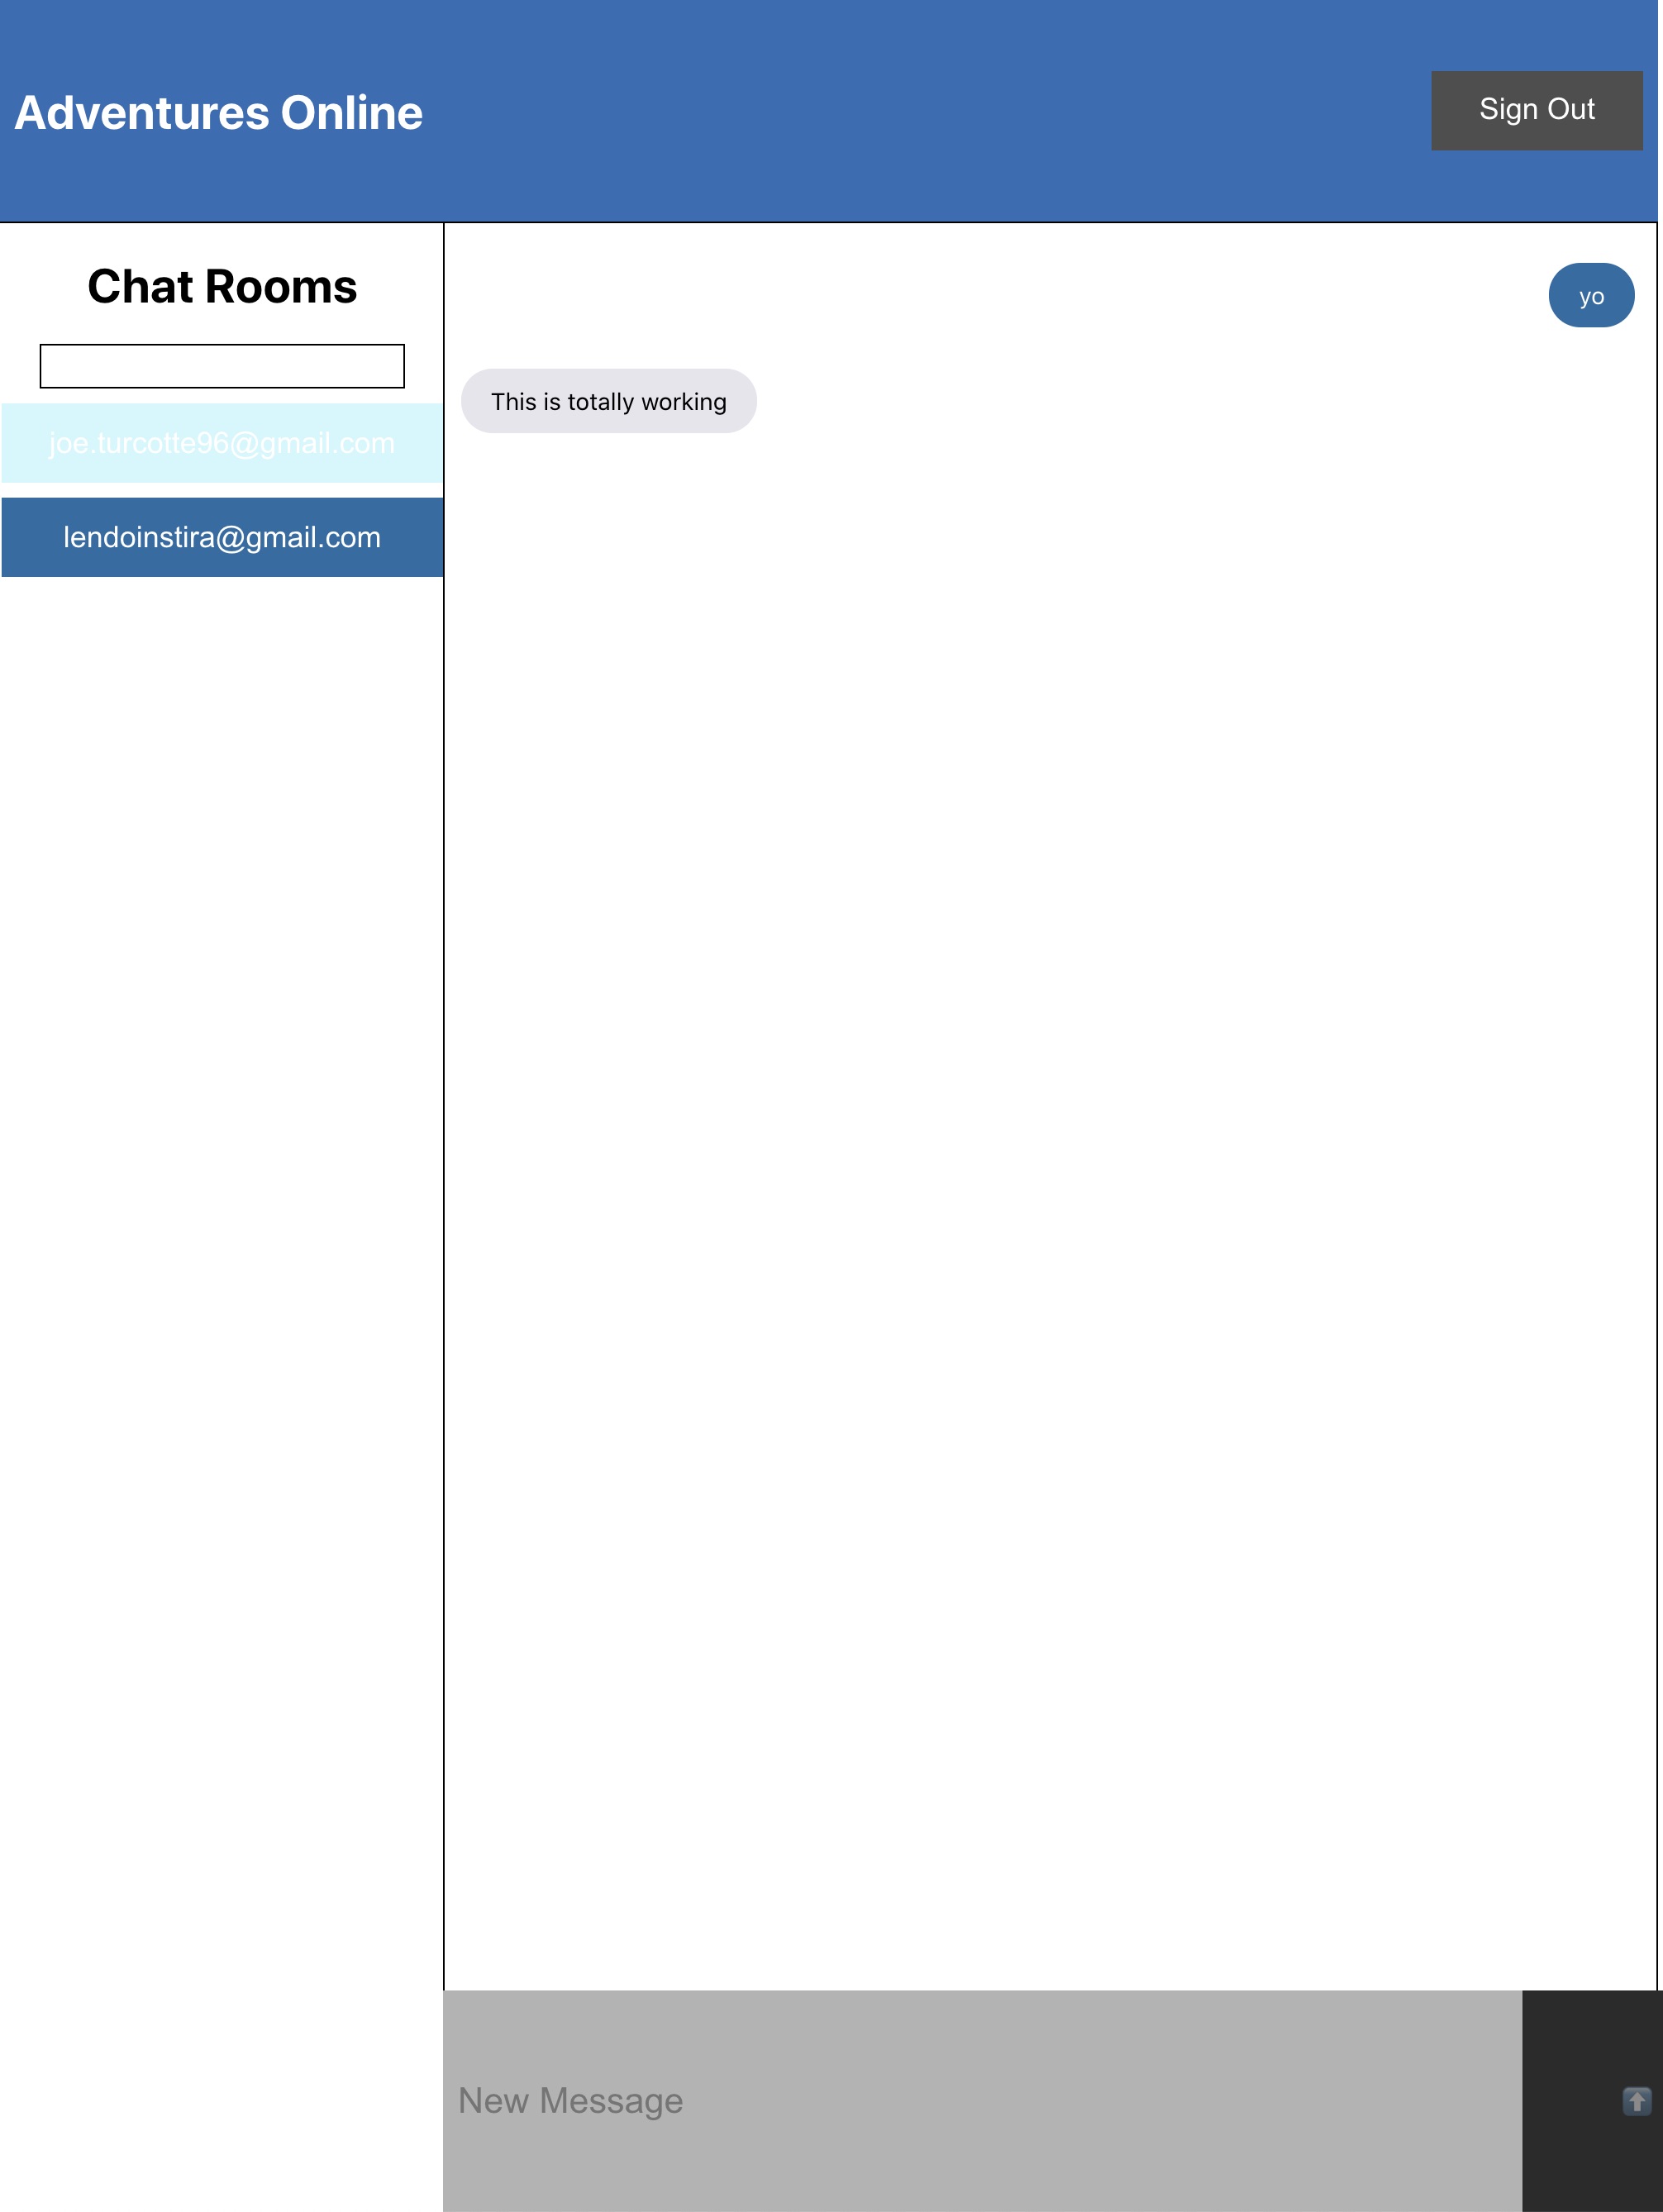 Adventures Online
Sign Out
Chat Rooms
yo
This is totally working
joe.turcotte96@gmail.com
lendoinstira@gmail.com
New Message